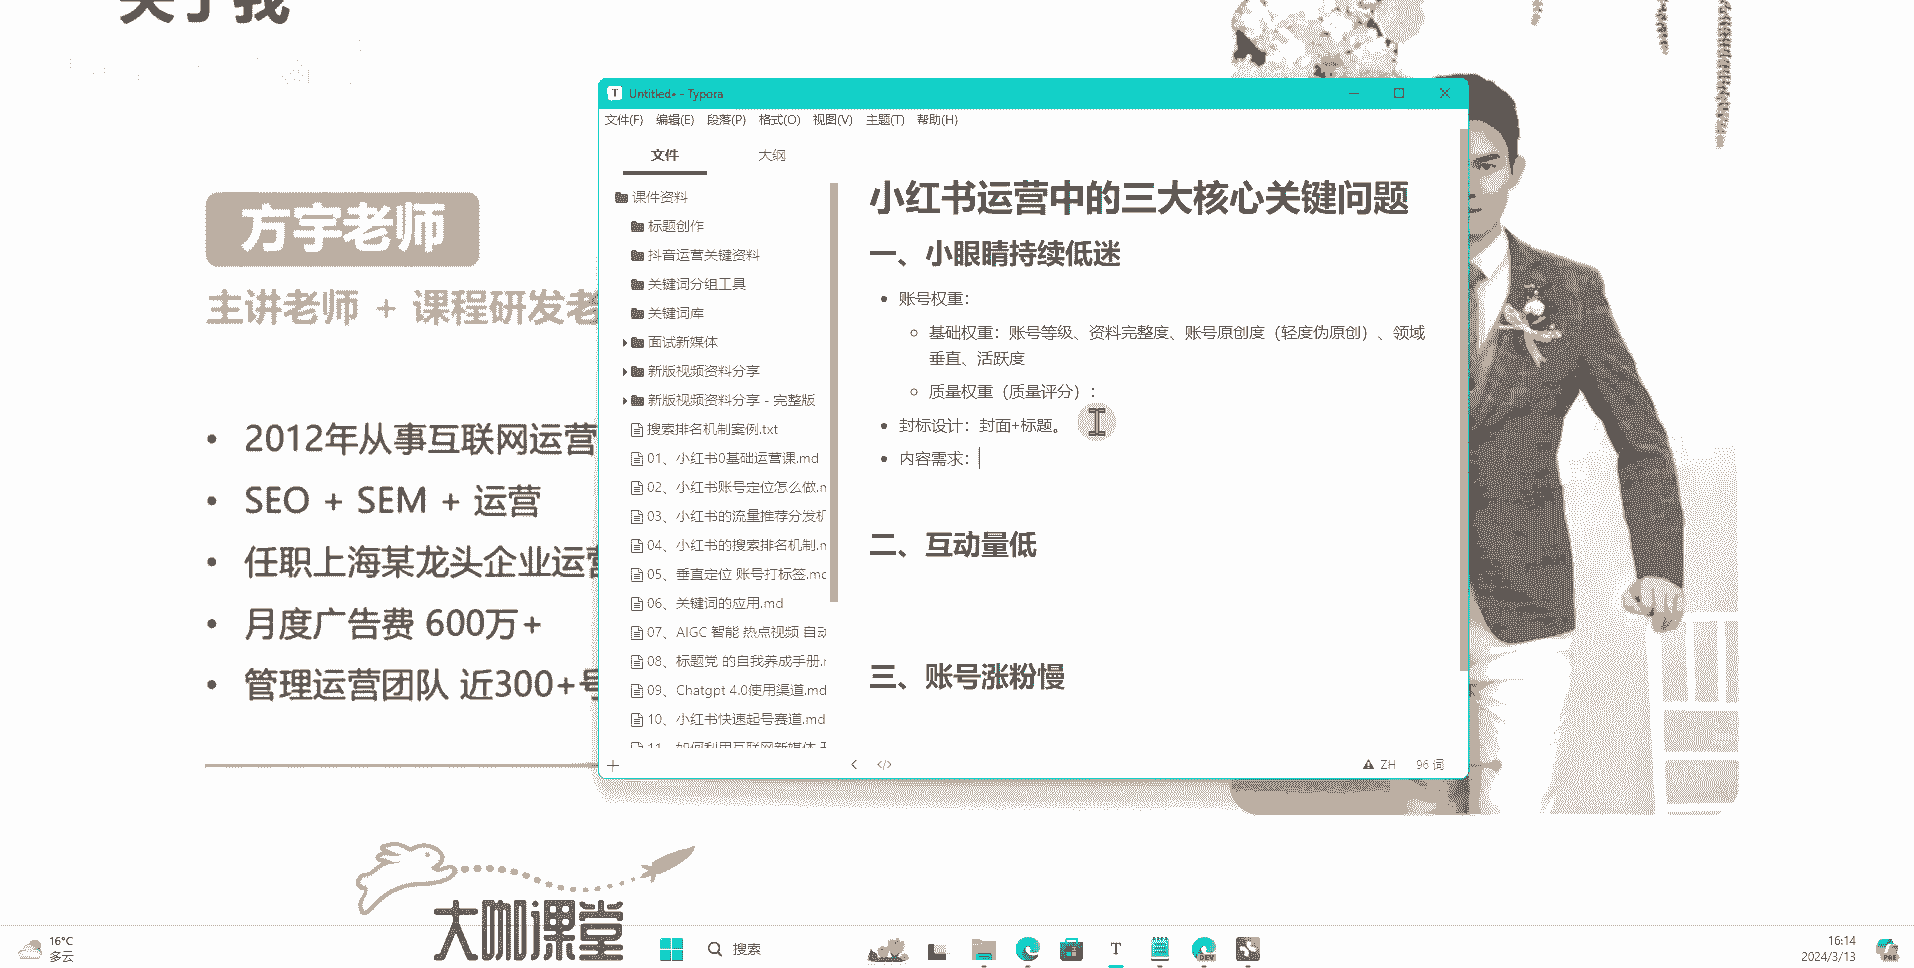 关于我
方宇老师
主讲老师 + 课程研发老
2012年从事互联网运营
SEO + SEM + 运营
任职上海某龙头企业运营
月度广告费 600万+
管理运营团队 近300+号
Untitled• - Typora
文件(F) 编辑(E) 段落(P) 格式(O) 视图(V) 主题(T) 帮助(H)
文件 大纲
课件资料
标题创作
抖音运营关键资料
关键词分组工具
关键词库
面试新媒体
新版视频资料分享
新版视频资料分享 - 完整版
搜索排名机制案例.txt
01、小红书0基础运营课.md
02、小红书账号定位怎么做.m
03、小红书的流量推荐分发机
04、小红书的搜索排名机制.m
05、垂直定位 账号打标签.md
06、关键词的应用.md
07、AIGC 智能 热点视频 自动
08、标题党 的自我养成手册.m
09、Chatgpt 4.0使用渠道.md
10、小红书快速起号赛道.md
11、如何利用互联网新媒体
小红书运营中的三大核心关键问题
一、小眼睛持续低迷
账号权重：
基础权重：账号等级、资料完整度、账号原创度（轻度伪原创）、领域
垂直、活跃度
质量权重（质量评分）：
封标设计：封面+标题。
内容需求：
二、互动量低
三、账号涨粉慢
ZH 96 词
大咖课堂
16°C
多云
搜索
T
DEV
16:14
2024/3/13
PRE